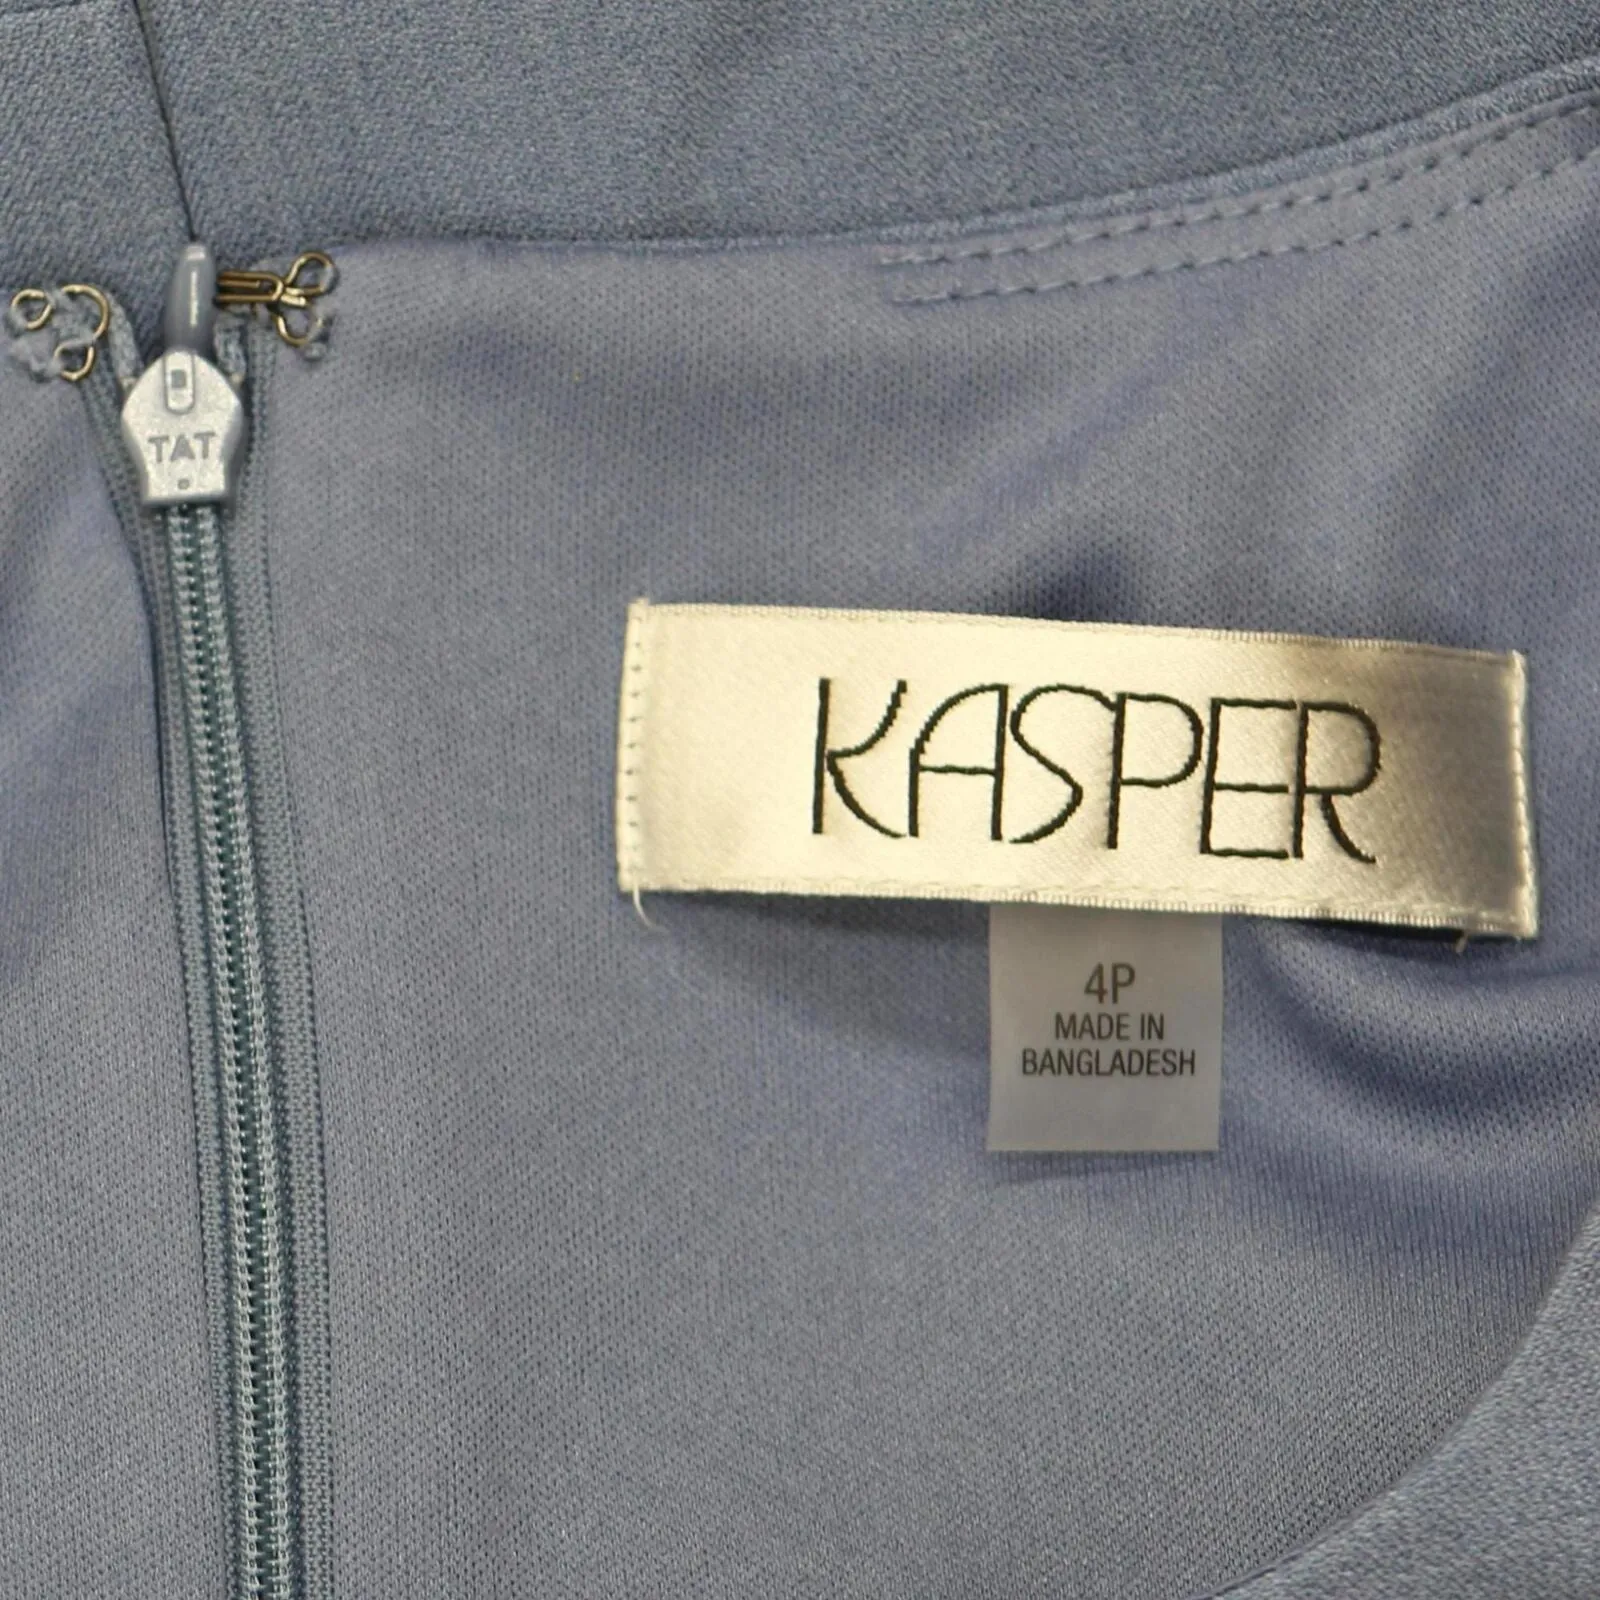 TAT
KASPER
4P
MADE IN
BANGLADESH